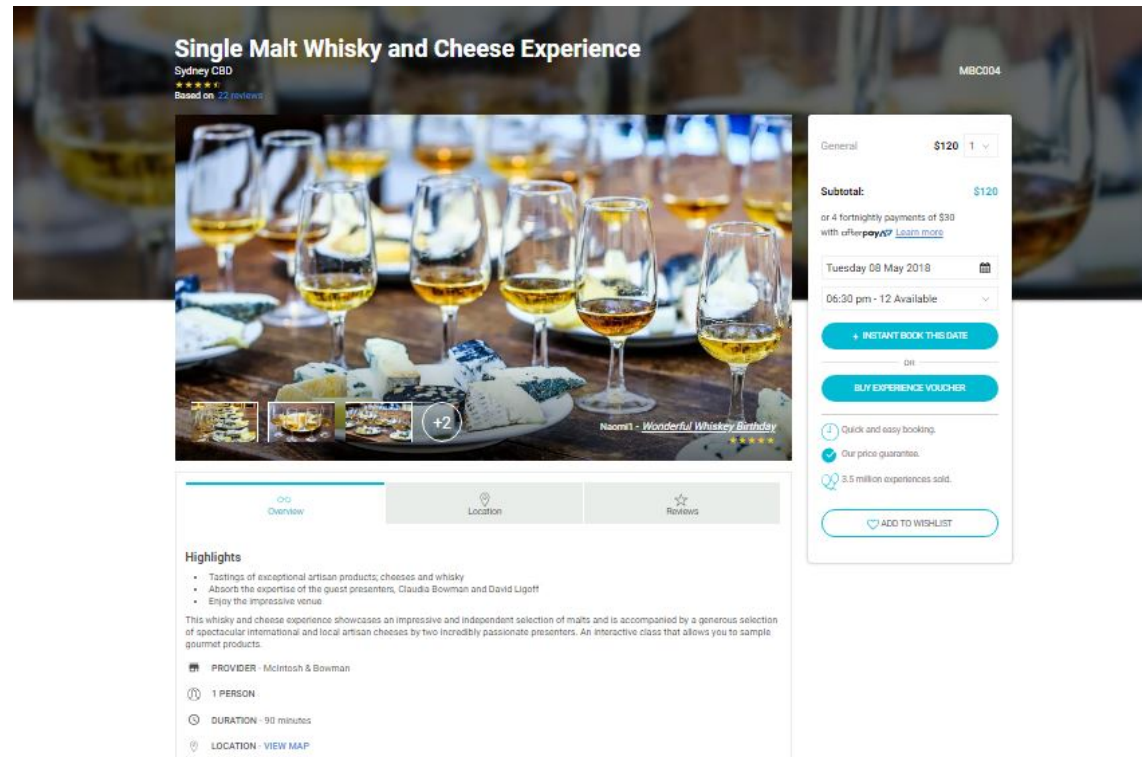 Single Malt Whisky and Cheese Experience
Sydney CBD
MBC004
Based on 22 reviews
General $120 1
Subtotal: $120
or 4 fortnightly payments of $30
with afterpay Learn more
Tuesday 08 May 2018
06:30 pm - 12 Available
+ INSTANT BOOK THIS DATE
OR
BUY EXPERIENCE VOUCHER
Quick and easy booking.
Our price guarantee.
3.5 million experiences sold.
ADD TO WISHLIST
+2
Naomi1 - Wonderful Whiskey Birthday
Overview
Location
Reviews
Highlights
Tastings of exceptional artisan products; cheeses and whisky
Absorb the expertise of the guest presenters, Claudia Bowman and David Ligoff
Enjoy the impressive venue
This whisky and cheese experience showcases an impressive and independent selection of malts and is accompanied by a generous selection
of spectacular international and local artisan cheeses by two incredibly passionate presenters. An interactive class that allows you to sample
gourmet products.
PROVIDER - McIntosh & Bowman
1 PERSON
DURATION - 90 minutes
LOCATION - VIEW MAP